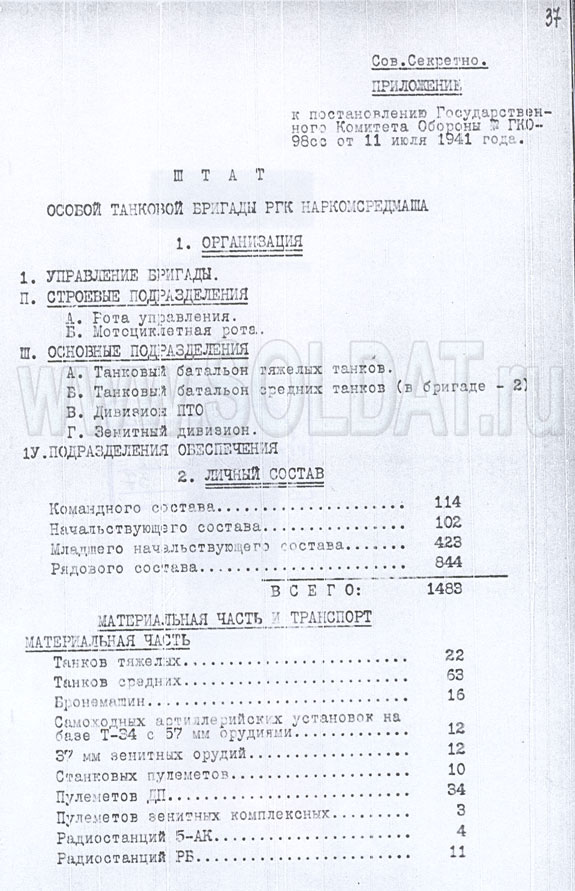 37
Сов.Секретно.
ПРИЛОЖЕНИЕ
к постановлению Государствен-
ного Комитета Обороны № ГКО-
98сс от 11 июля 1941 года.
Ш Т А Т
ОСОБОЙ ТАНКОВОЙ БРИГАДЫ РГК НАРКОМСРЕДМАША
1. ОРГАНИЗАЦИЯ
1. УПРАВЛЕНИЕ БРИГАДЫ.
П. СТРОЕВЫЕ ПОДРАЗДЕЛЕНИЯ
А. Рота управления.
Б. Мотоциклетная рота.
Ш. ОСНОВНЫЕ ПОДРАЗДЕЛЕНИЯ
А. Танковый батальон тяжелых танков.
Б. Танковый батальон средних танков (в бригаде - 2)
В. Дивизион ПТО
Г. Зенитный дивизион.
1У.ПОДРАЗДЕЛЕНИЯ ОБЕСПЕЧЕНИЯ
www.SOLDAT.ru
2. ЛИЧНЫЙ СОСТАВ
Командного состава.................... 114
Начальствующего состава............... 102
Младшего начальствующего состава....... 423
Рядового состава...................... 844
В С Е Г О: 1483
МАТЕРИАЛЬНАЯ ЧАСТЬ И ТРАНСПОРТ
МАТЕРИАЛЬНАЯ ЧАСТЬ
Танков тяжелых........................ 22
Танков средних........................ 63
Бронемашин............................ 16
Самоходных артиллерийских установок на
базе Т-34 с 57 мм орудиями............ 12
37 мм зенитных орудий................. 12
Станковых пулеметов................... 10
Пулеметов ДП.......................... 34
Пулеметов зенитных комплексных........ 3
Радиостанций 5-АК..................... 4
Радиостанций РБ....................... 11